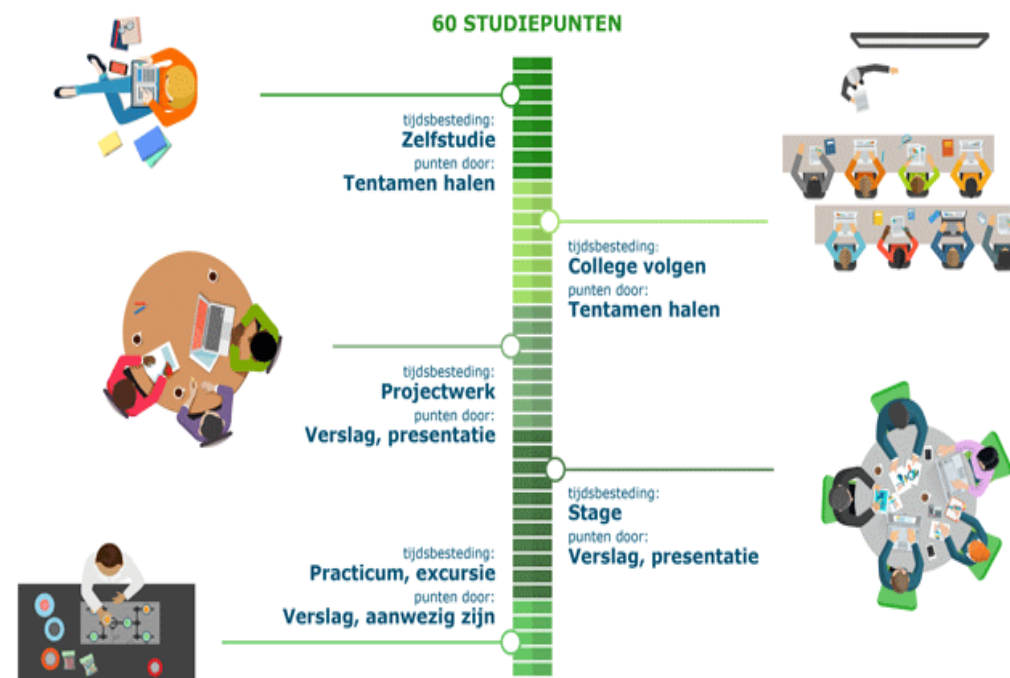 60 STUDIEPUNTEN
tijdsbesteding:
Zelfstudie
punten door:
Tentamen halen
tijdsbesteding:
College volgen
punten door:
Tentamen halen
tijdsbesteding:
Projectwerk
punten door:
Verslag, presentatie
tijdsbesteding:
Stage
punten door:
Verslag, presentatie
tijdsbesteding:
Practicum, excursie
punten door:
Verslag, aanwezig zijn